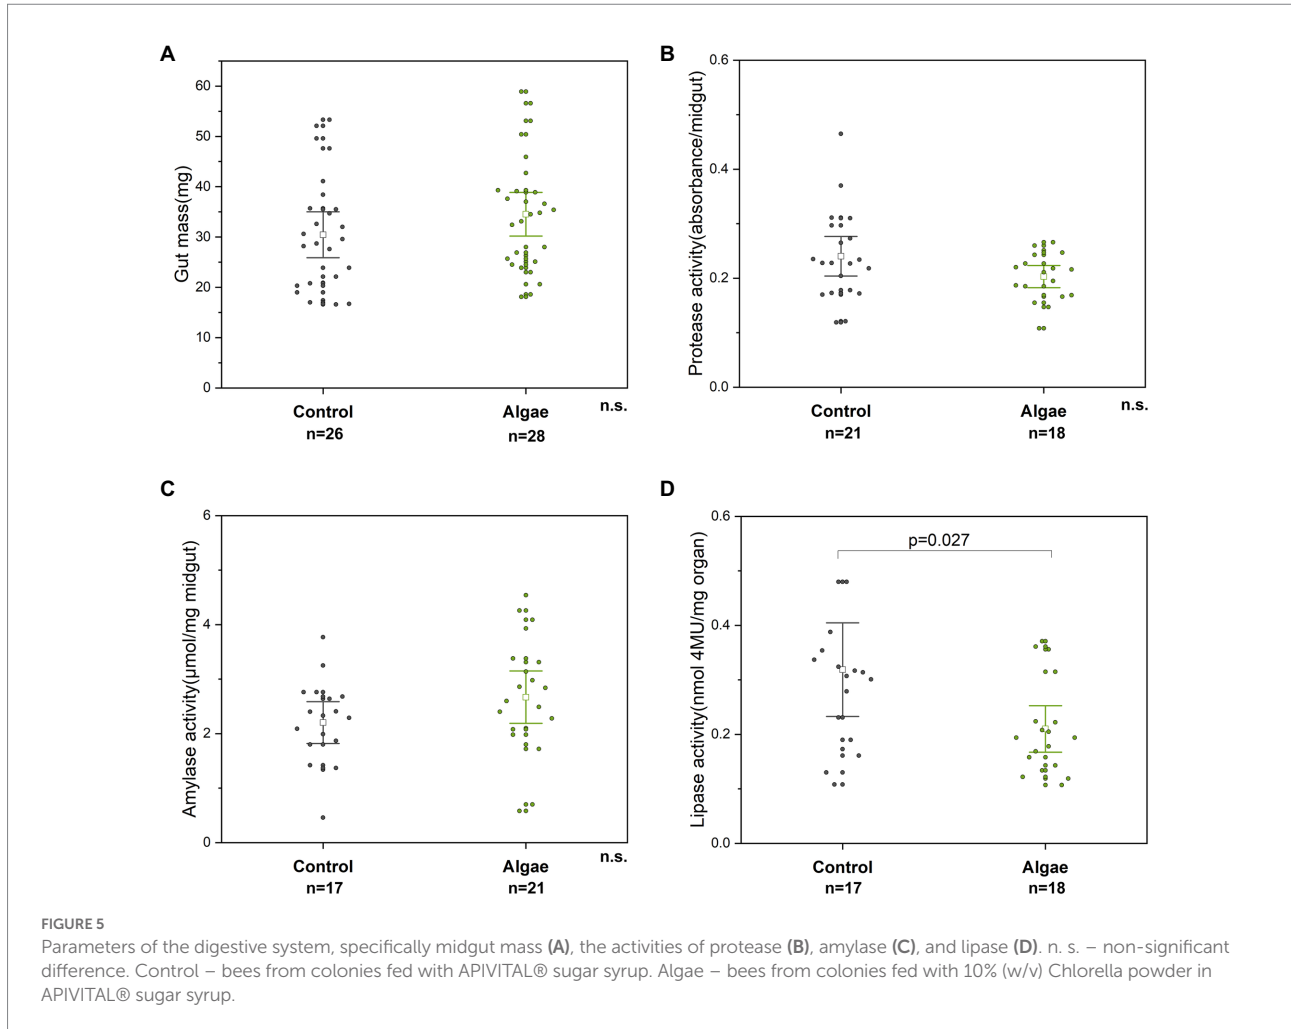 A
Gut mass(mg)
60
50
40
30
20
10
0
Control
n=26
Algae
n=28
n.s.
B
Protease activity(absorbance/midgut)
0.6
0.4
0.2
0.0
Control
n=21
Algae
n=18
n.s.
C
Amylase activity(µmol/mg midgut)
6
4
2
0
Control
n=17
Algae
n=21
n.s.
D
Lipase activity(nmol 4MU/mg organ)
0.6
0.4
0.2
0.0
p=0.027
Control
n=17
Algae
n=18
FIGURE 5
Parameters of the digestive system, specifically midgut mass (A), the activities of protease (B), amylase (C), and lipase (D). n. s. – non-significant
difference. Control – bees from colonies fed with APIVITAL® sugar syrup. Algae – bees from colonies fed with 10% (w/v) Chlorella powder in
APIVITAL® sugar syrup.